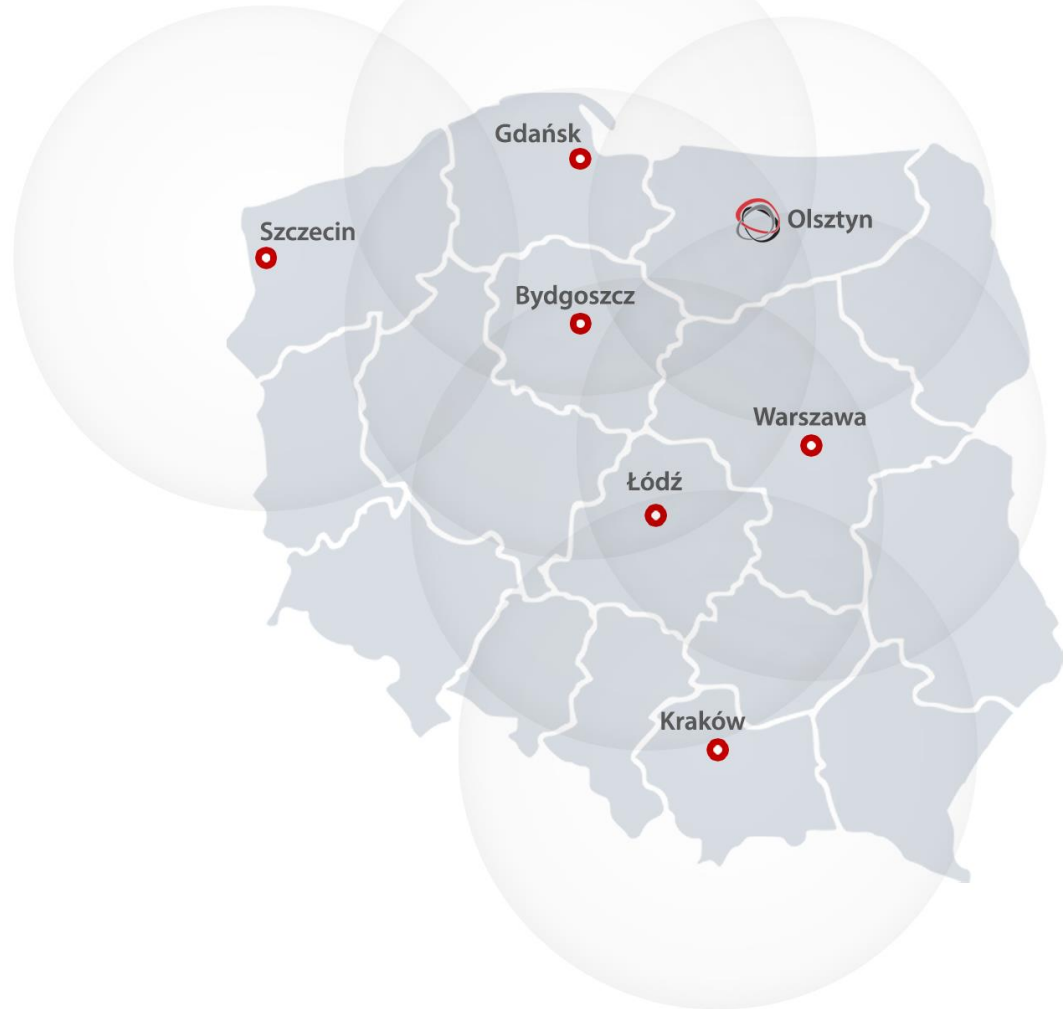 Gdańsk
Olsztyn
Szczecin
Bydgoszcz
Warszawa
Łódź
Kraków